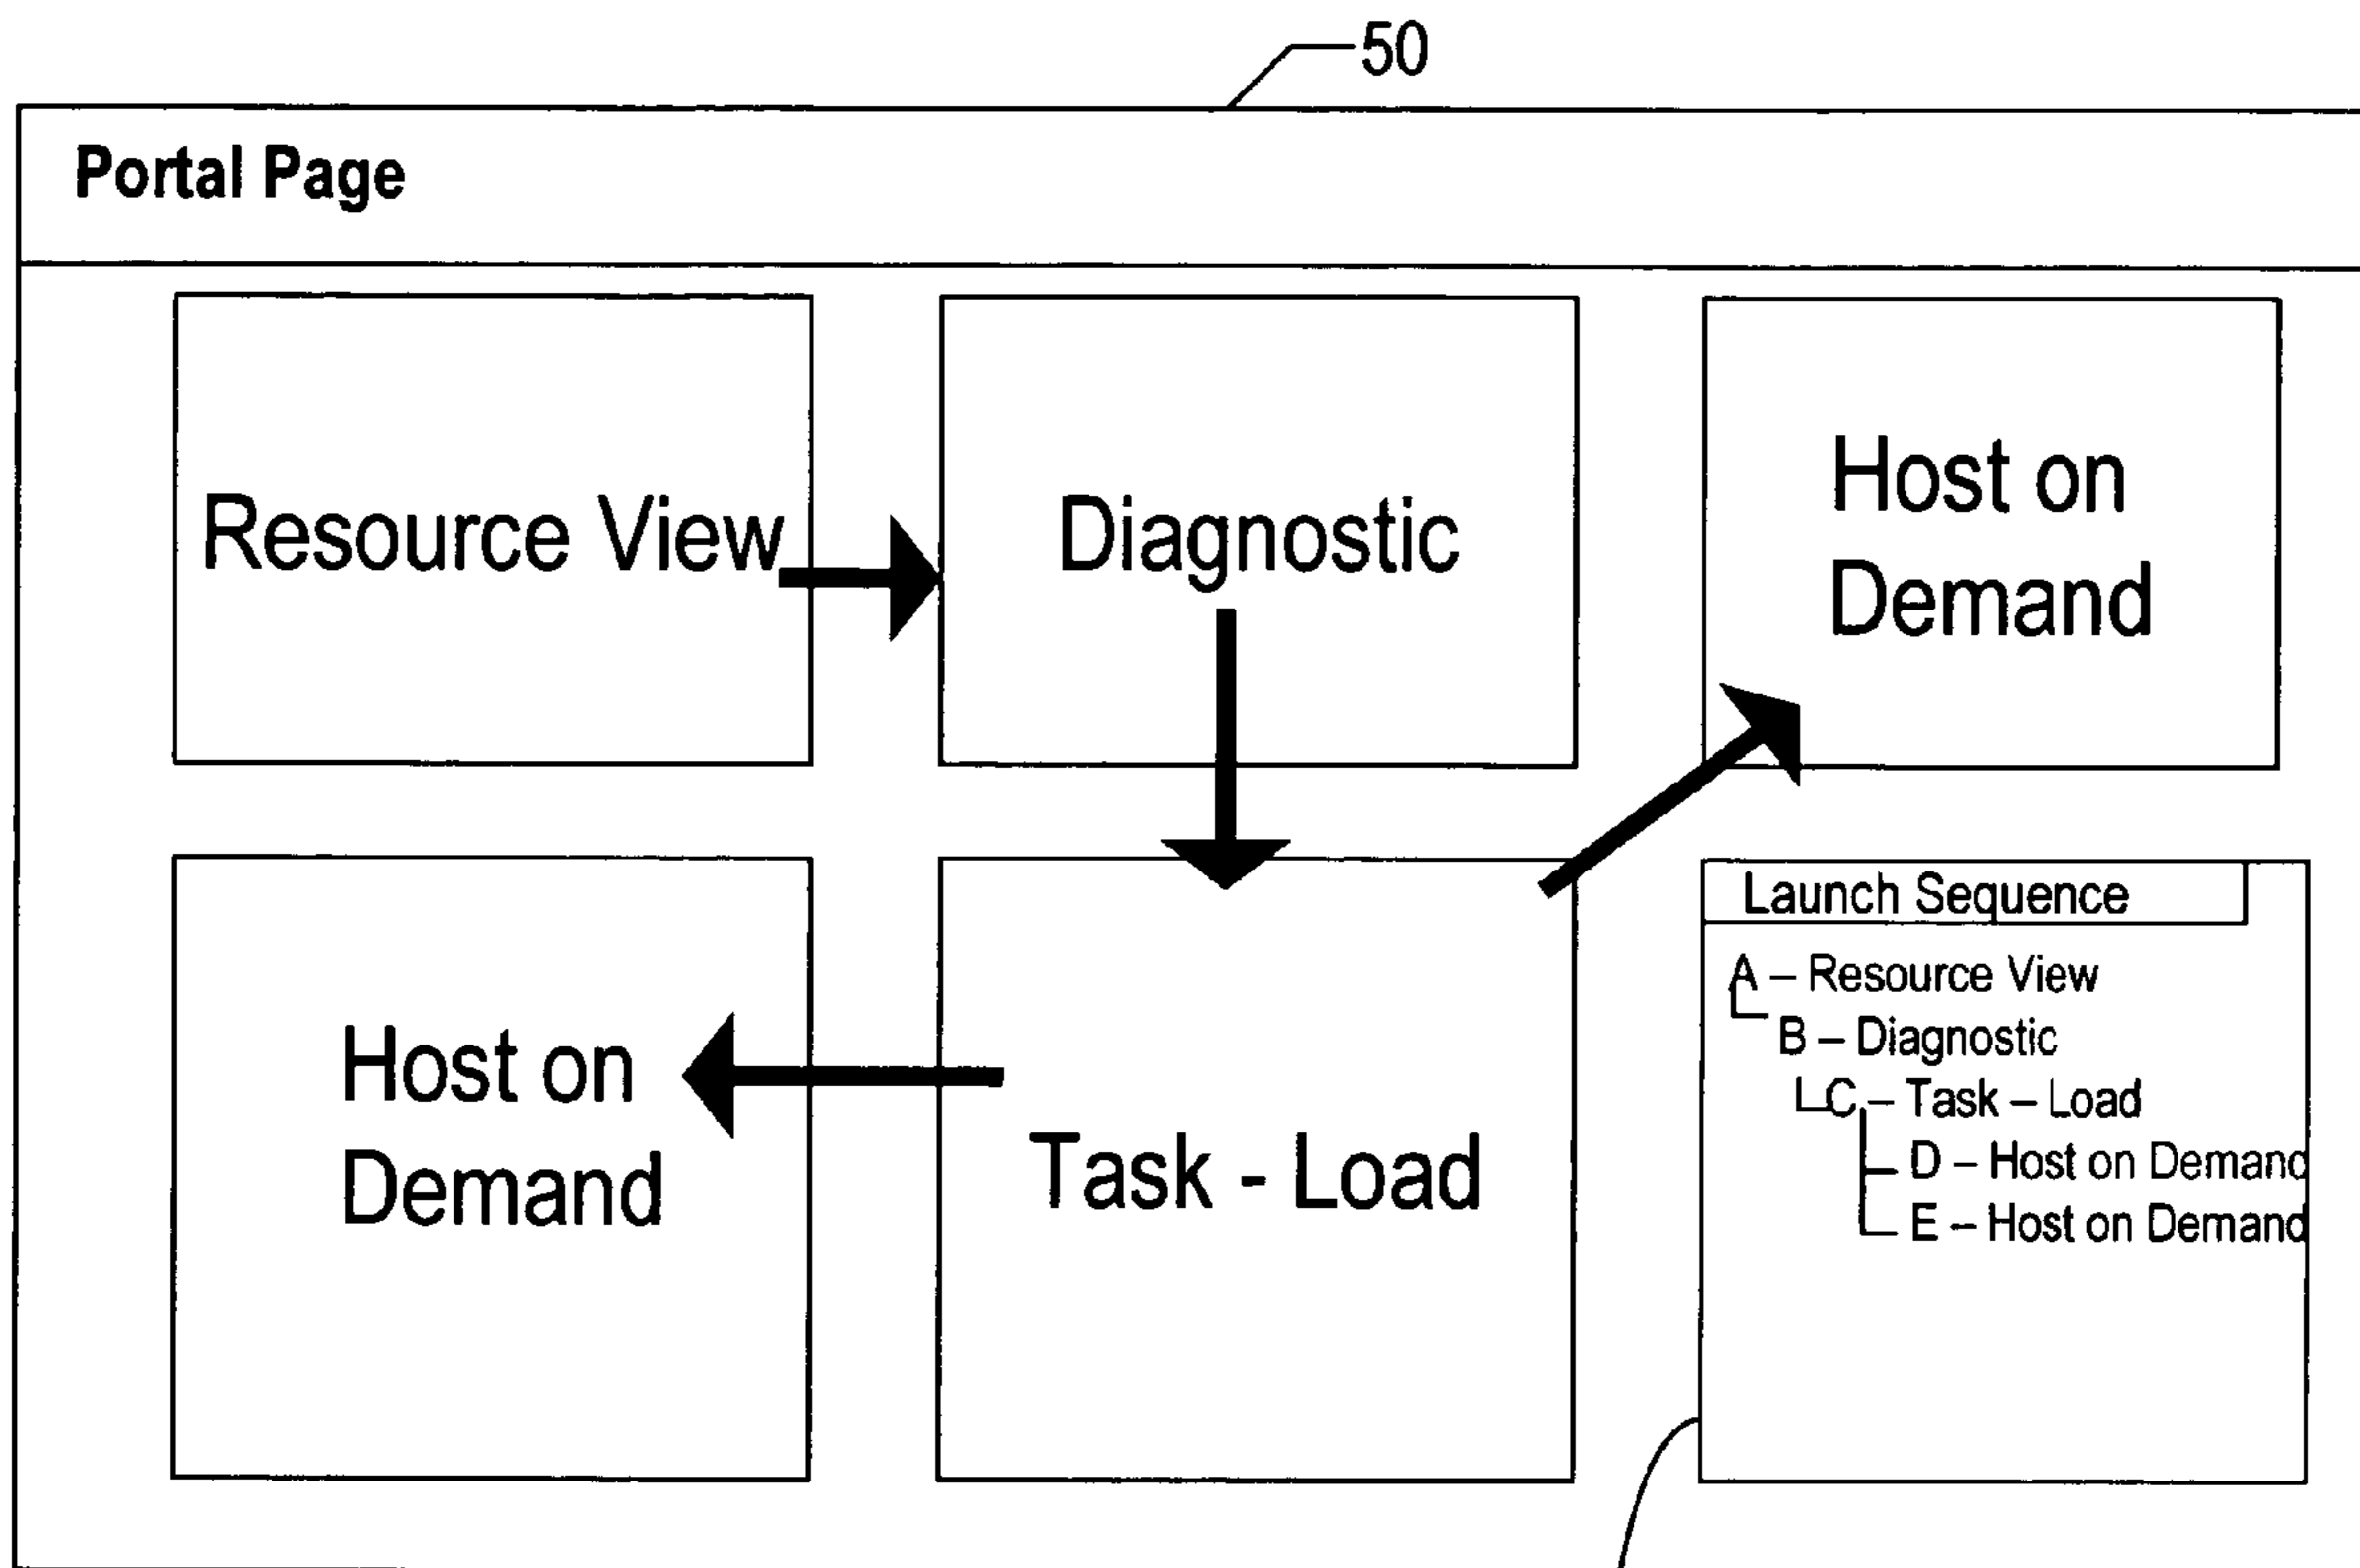 50
Portal Page
Resource View
Diagnostic
Host on
Demand
Host on
Demand
Task - Load
Launch Sequence
A – Resource View
B – Diagnostic
C – Task – Load
D – Host on Demand
E – Host on Demand